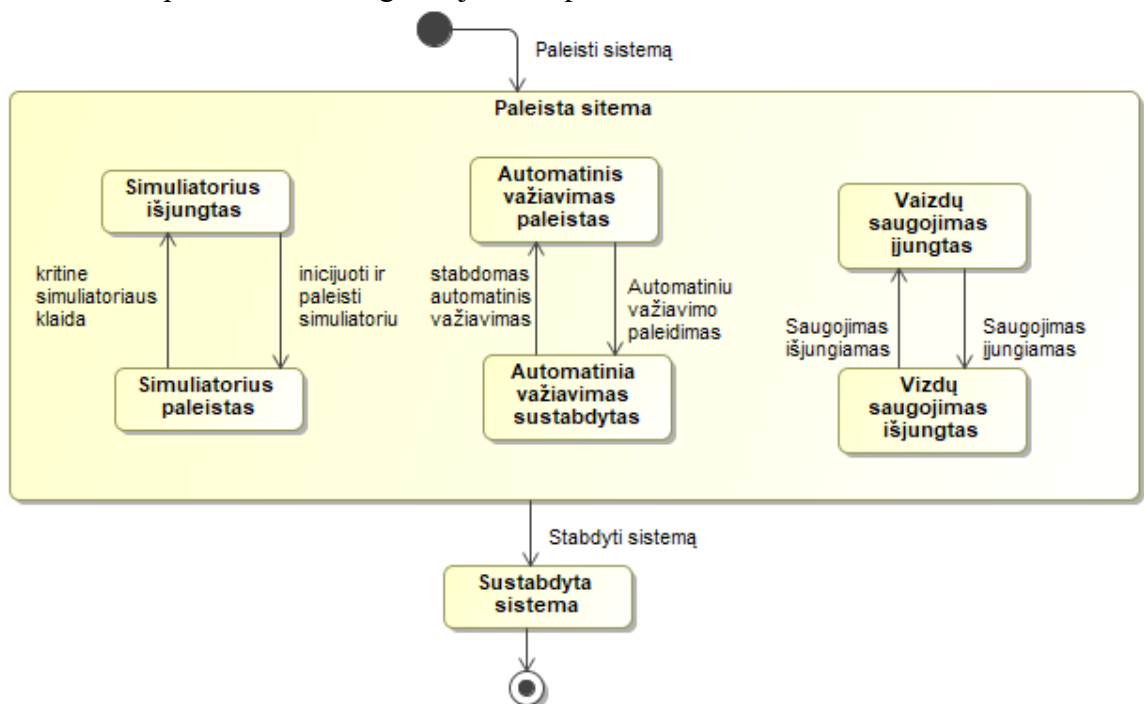 Paleisti sistemą
Paleista sitema
Simuliatorius
išjungtas
kritine
simuliatoriaus
klaida
inicijuoti ir
paleisti
simuliatoriu
Simuliatorius
paleistas
Automatinis
važiavimas
paleistas
stabdomas
automatinis
važiavimas
Automatiniu
važiavimo
paleidimas
Automatinia
važiavimas
sustabdytas
Vaizdų
saugojimas
įjungtas
Saugojimas
išjungiamas
Saugojimas
įjungiamas
Vizdų
saugojimas
išjungtas
Stabdyti sistemą
Sustabdyta
sistema